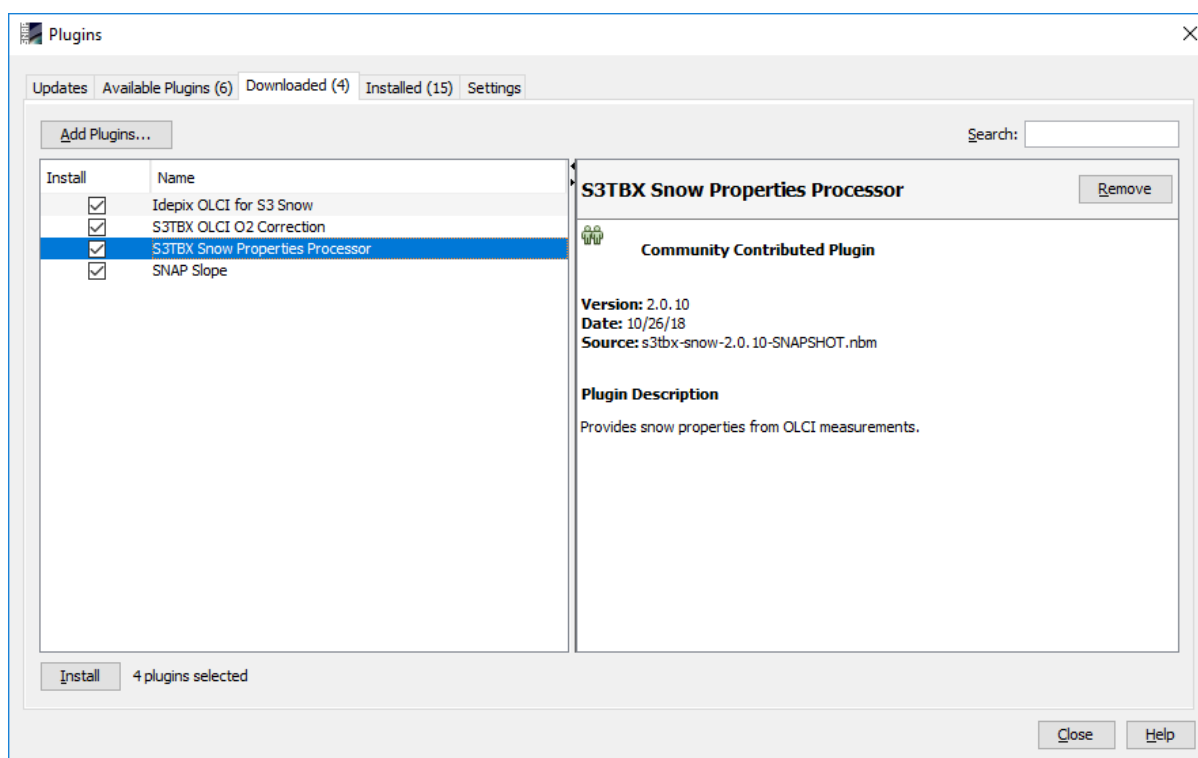 Plugins
Updates Available Plugins (6) Downloaded (4) Installed (15) Settings
Add Plugins... Search:
Install Name
Idepix OLCI for S3 Snow
S3TBX OLCI O2 Correction
S3TBX Snow Properties Processor
SNAP Slope
S3TBX Snow Properties Processor Remove
Community Contributed Plugin
Version: 2.0.10
Date: 10/26/18
Source: s3tbx-snow-2.0.10-SNAPSHOT.nbm
Plugin Description
Provides snow properties from OLCI measurements.
Install 4 plugins selected
Close Help